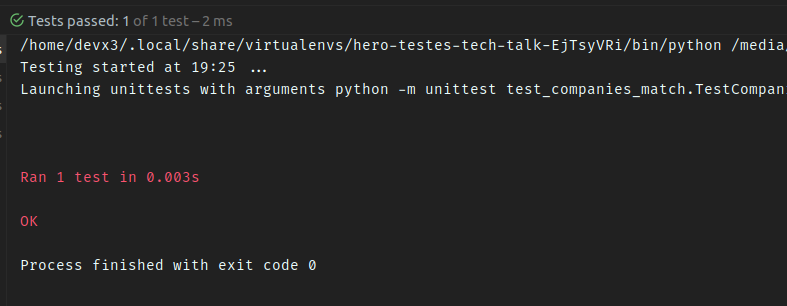 Tests passed: 1 of 1 test – 2 ms
/home/devx3/.local/share/virtualenvs/hero-testes-tech-talk-EjTsyVRi/bin/python /media
Testing started at 19:25 ...
Launching unittests with arguments python -m unittest test_companies_match.TestCompan
Ran 1 test in 0.003s
OK
Process finished with exit code 0